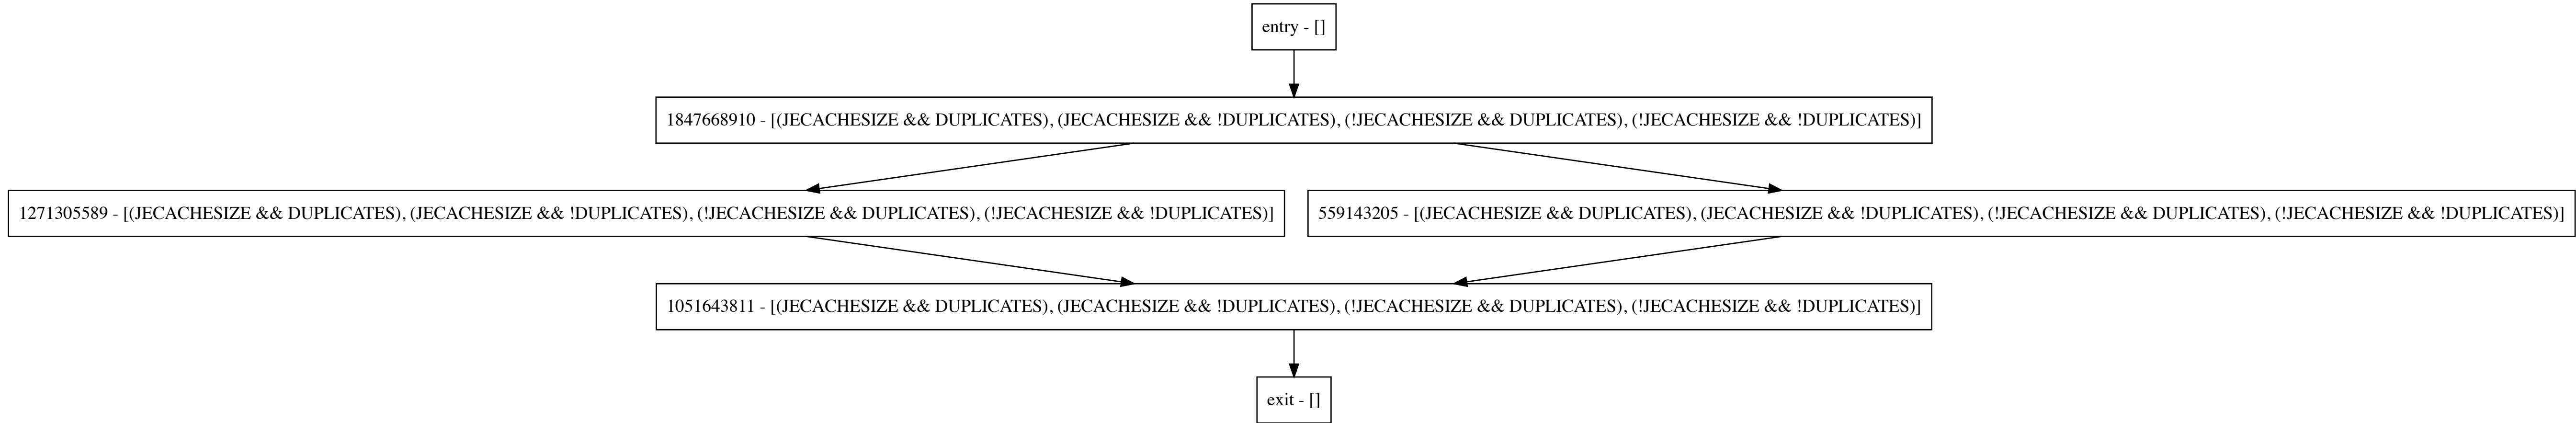 entry - []
1847668910 - [(JECACHESIZE && DUPLICATES), (JECACHESIZE && !DUPLICATES), (!JECACHESIZE && DUPLICATES), (!JECACHESIZE && !DUPLICATES)]
1271305589 - [(JECACHESIZE && DUPLICATES), (JECACHESIZE && !DUPLICATES), (!JECACHESIZE && DUPLICATES), (!JECACHESIZE && !DUPLICATES)]
559143205 - [(JECACHESIZE && DUPLICATES), (JECACHESIZE && !DUPLICATES), (!JECACHESIZE && DUPLICATES), (!JECACHESIZE && !DUPLICATES)]
1051643811 - [(JECACHESIZE && DUPLICATES), (JECACHESIZE && !DUPLICATES), (!JECACHESIZE && DUPLICATES), (!JECACHESIZE && !DUPLICATES)]
exit - []